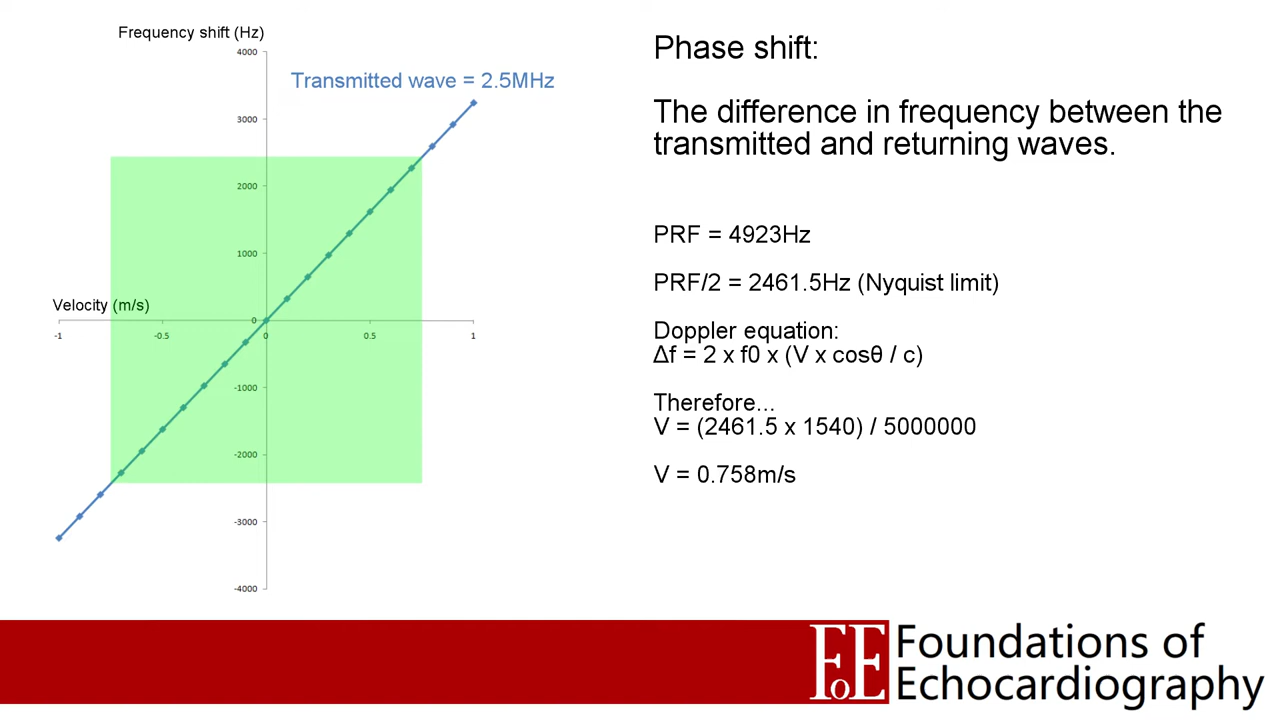 Frequency shift (Hz)
4000
Transmitted wave = 2.5MHz
3000
2000
1000
Velocity (m/s)
0
-1
-0.5
0
0.5
1
-1000
-2000
-3000
-4000
Phase shift:
The difference in frequency between the
transmitted and returning waves.
PRF = 4923Hz
PRF/2 = 2461.5Hz (Nyquist limit)
Doppler equation:
Δf = 2 x f0 x (V x cosθ / c)
Therefore...
V = (2461.5 x 1540) / 5000000
V = 0.758m/s
FoE
Foundations of
Echocardiography